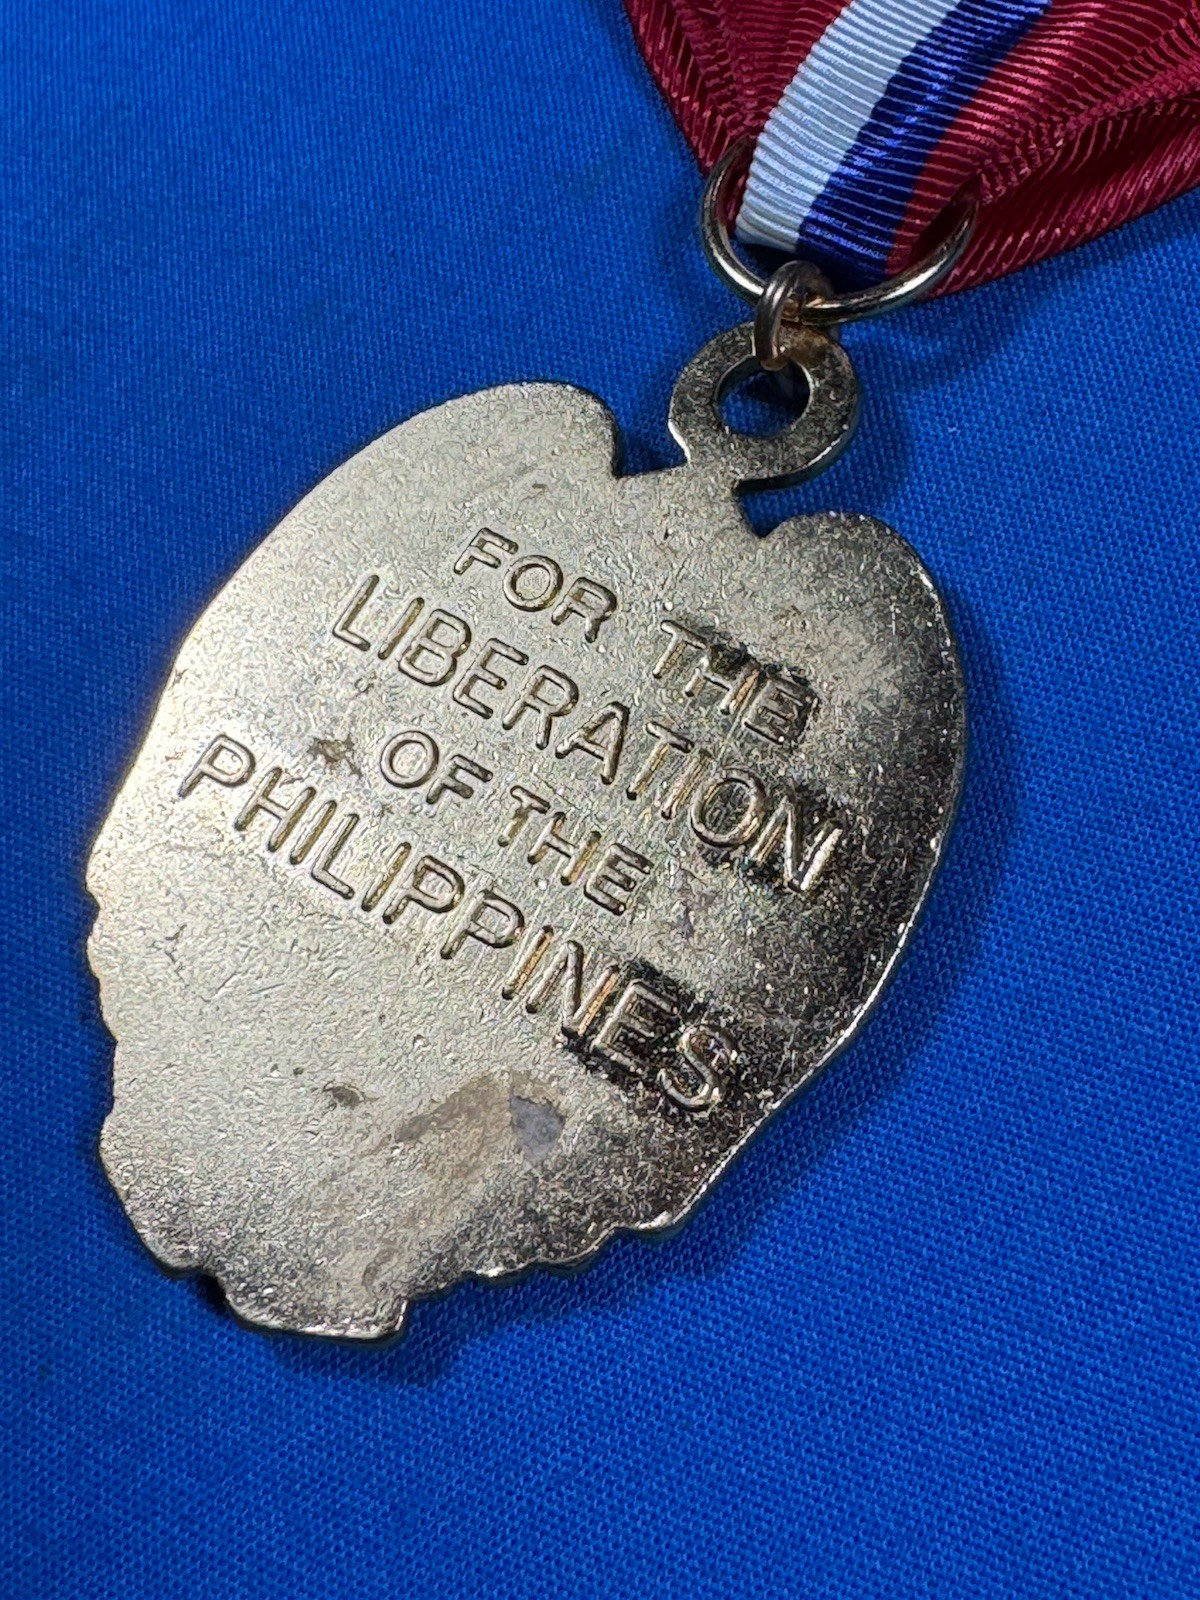 FOR THE
LIBERATION
OF THE
PHILIPPINES